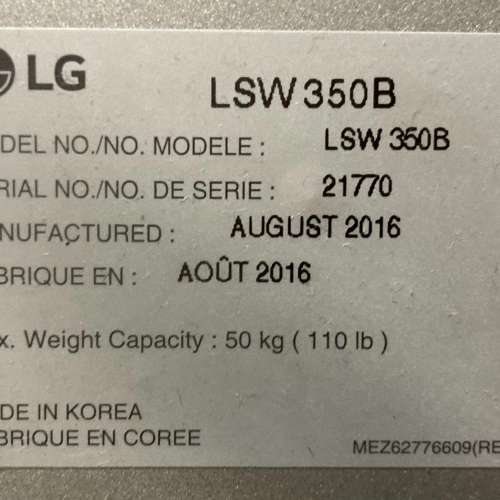 LG
LSW350B
DEL NO./NO. MODELE : LSW 350B
RIAL NO./NO. DE SERIE : 21770
NUFACTURED : AUGUST 2016
BRIQUE EN : AOÛT 2016
x. Weight Capacity : 50 kg ( 110 lb )
DE IN KOREA
BRIQUE EN COREE
MEZ62776609(RE